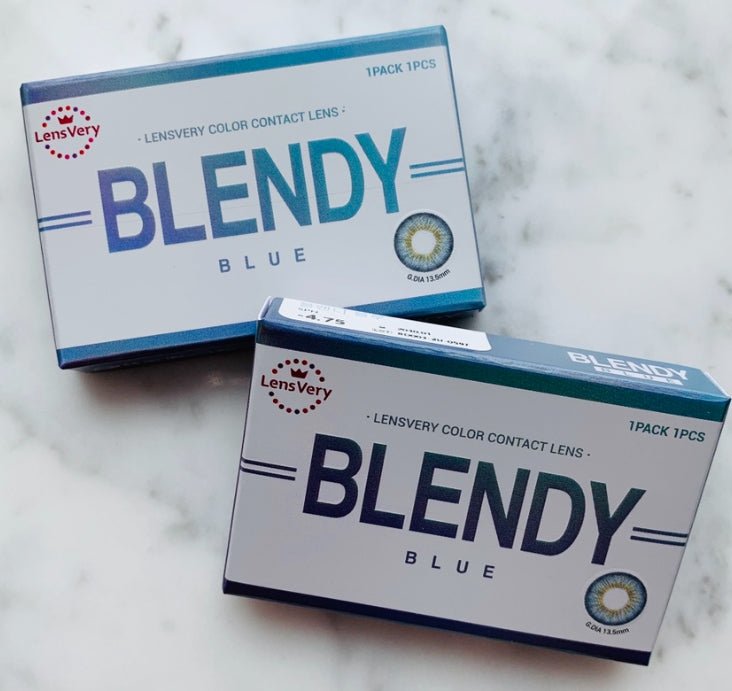 1PACK 1PCS
LensVery
· LENSVERY COLOR CONTACT LENS ·
BLENDY
BLUE
G.DIA 13.5mm
-4.75
BLENDY
BLUE
LensVery
1PACK 1PCS
· LENSVERY COLOR CONTACT LENS ·
BLENDY
BLUE
G.DIA 13.5mm